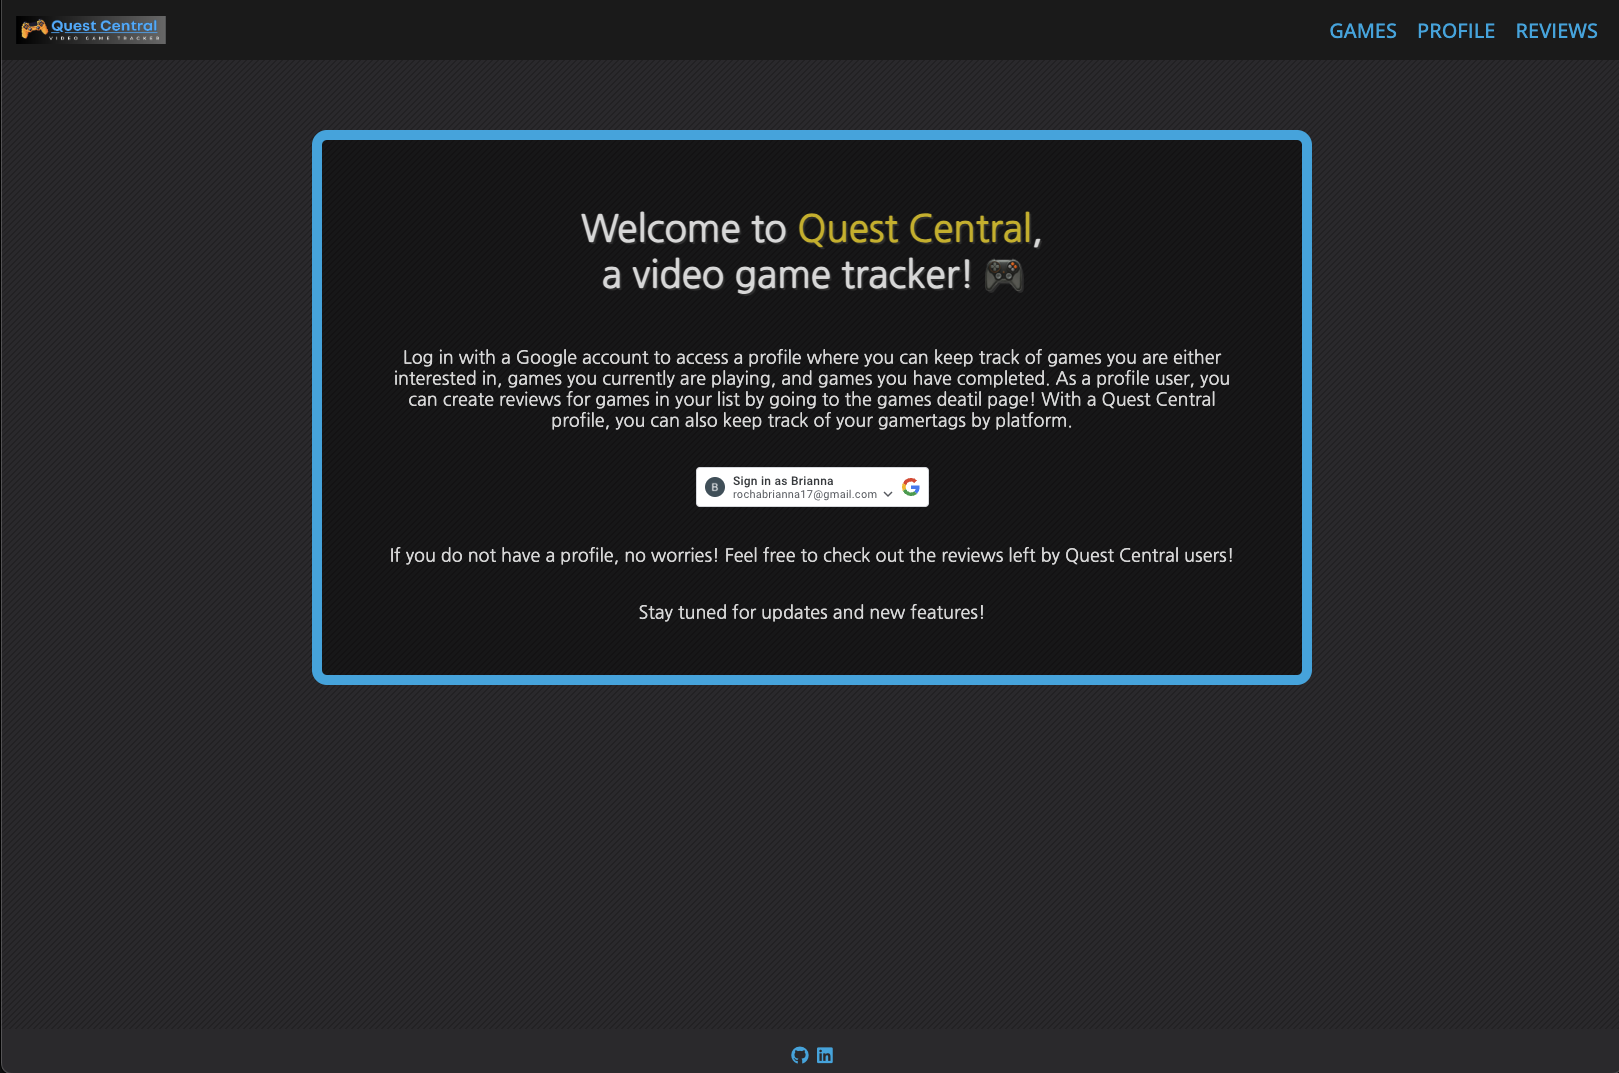 Quest Central
VIDEO GAME TRACKER
GAMES PROFILE REVIEWS
Welcome to Quest Central,
a video game tracker! 🎮
Log in with a Google account to access a profile where you can keep track of games you are either
interested in, games you currently are playing, and games you have completed. As a profile user, you
can create reviews for games in your list by going to the games deatil page! With a Quest Central
profile, you can also keep track of your gamertags by platform.
B
Sign in as Brianna
rochabrianna17@gmail.com
If you do not have a profile, no worries! Feel free to check out the reviews left by Quest Central users!
Stay tuned for updates and new features!